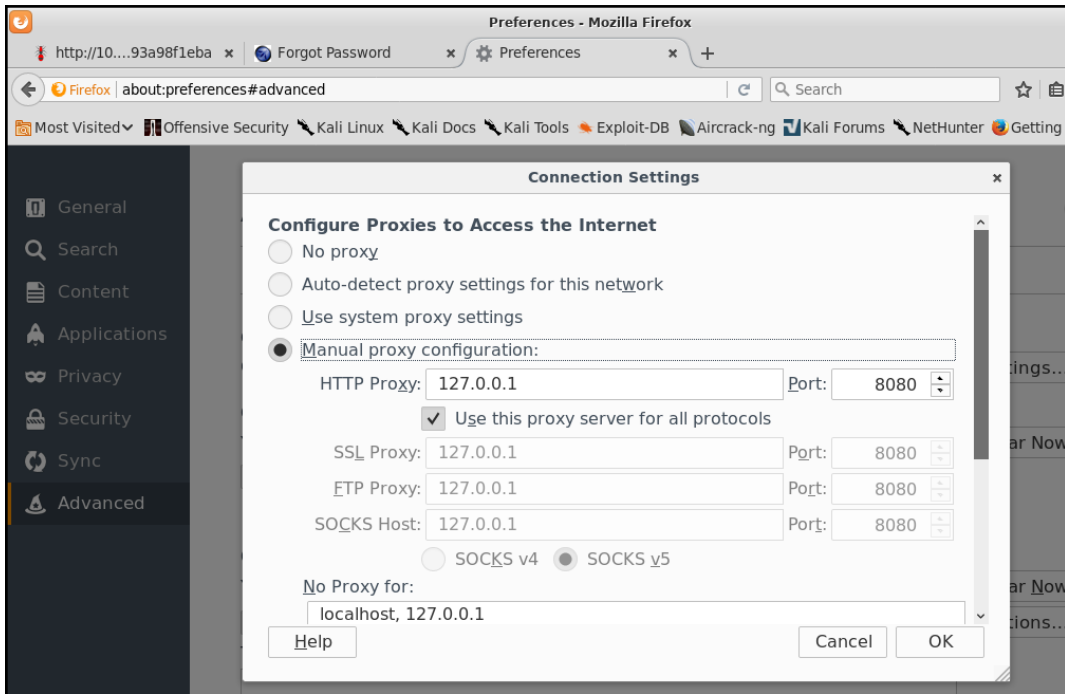 Preferences - Mozilla Firefox
http://10....93a98f1eba
Forgot Password
Preferences
Firefox about:preferences#advanced
Search
Most Visited Offensive Security Kali Linux Kali Docs Kali Tools Exploit-DB Aircrack-ng Kali Forums NetHunter Getting
General
Search
Content
Applications
Privacy
Security
Sync
Advanced
Connection Settings
Configure Proxies to Access the Internet
No proxy
Auto-detect proxy settings for this network
Use system proxy settings
Manual proxy configuration:
HTTP Proxy: 127.0.0.1 Port: 8080
Use this proxy server for all protocols
SSL Proxy: 127.0.0.1 Port: 8080
FTP Proxy: 127.0.0.1 Port: 8080
SOCKS Host: 127.0.0.1 Port: 8080
SOCKS v4 SOCKS v5
No Proxy for:
localhost, 127.0.0.1
Help Cancel OK
tings...
ar Now
ar Now
tions...